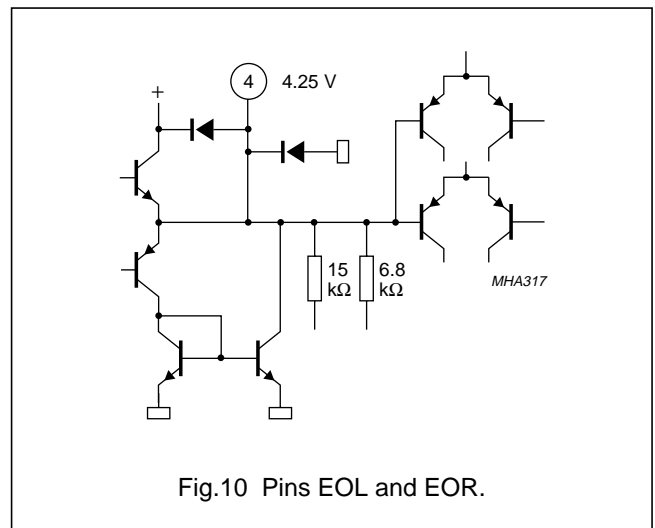 4 4.25 V
+
15 kΩ
6.8 kΩ
MHA317
Fig.10 Pins EOL and EOR.